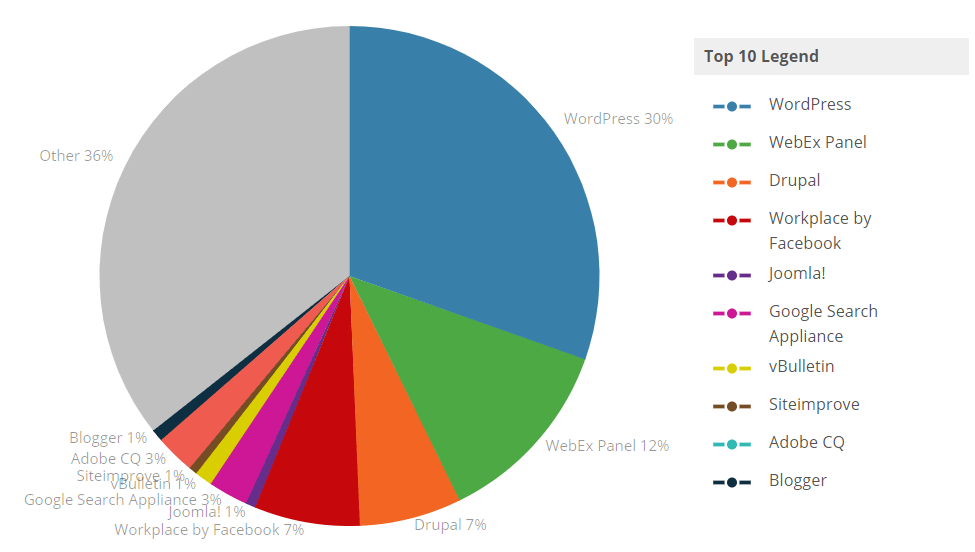 Top 10 Legend
WordPress
WebEx Panel
Drupal
Workplace by
Facebook
Joomla!
Google Search
Appliance
vBulletin
Siteimprove
Adobe CQ
Blogger
WordPress 30%
Other 36%
WebEx Panel 12%
Blogger 1%
Adobe CQ 3%
Siteimprove 1%
vBulletin 1%
Google Search Appliance 3%
Joomla! 1%
Workplace by Facebook 7%
Drupal 7%